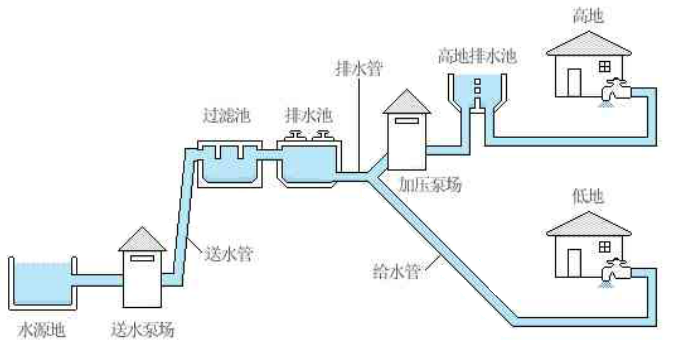 高地
高地排水池
排水管
过滤池
排水池
加压泵场
低地
送水管
给水管
水源地
送水泵场